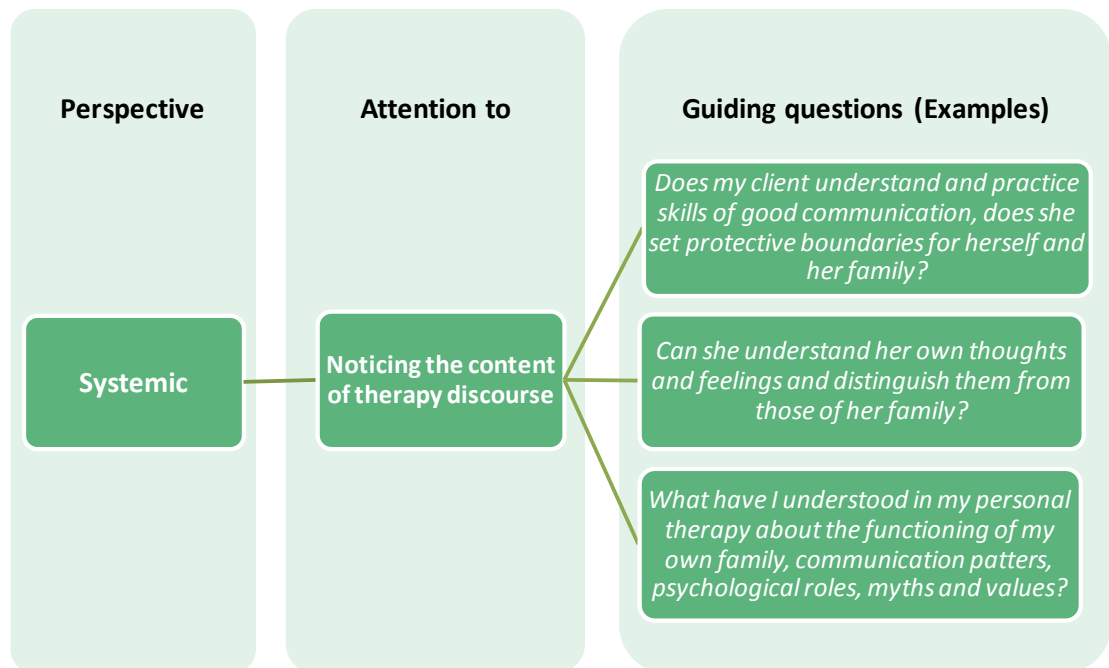 Perspective
Attention to
Guiding questions (Examples)
Systemic
Noticing the content
of therapy discourse
Does my client understand and practice
skills of good communication, does she
set protective boundaries for herself and
her family?
Can she understand her own thoughts
and feelings and distinguish them from
those of her family?
What have I understood in my personal
therapy about the functioning of my
own family, communication patters,
psychological roles, myths and values?